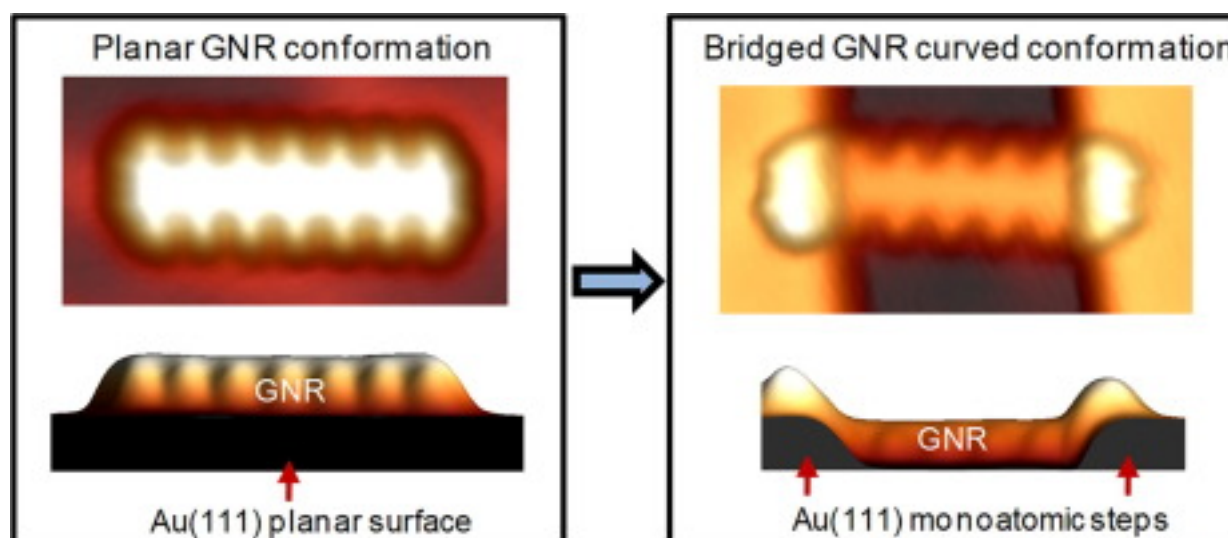 Planar GNR conformation
GNR
Au(111) planar surface
Bridged GNR curved conformation
GNR
Au(111) monoatomic steps